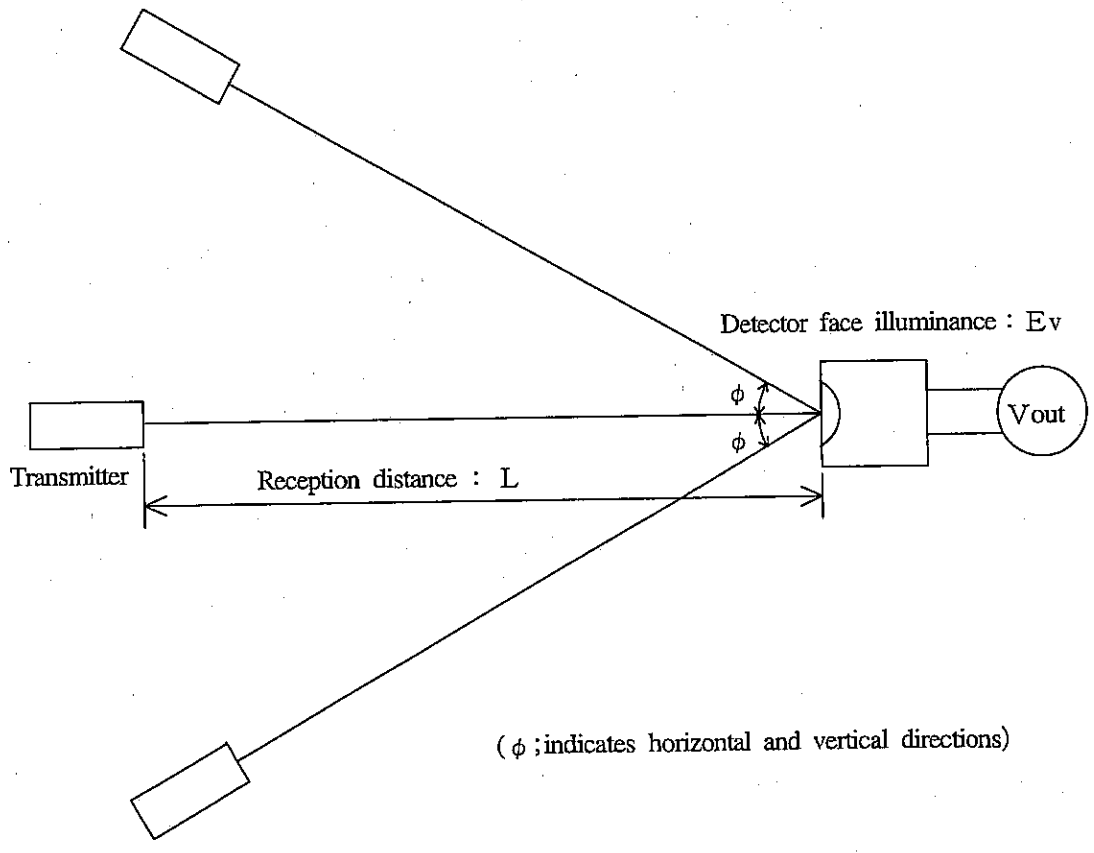 Detector face illuminance : Ev
ϕ
ϕ
Vout
Transmitter
Reception distance : L
(ϕ ;indicates horizontal and vertical directions)